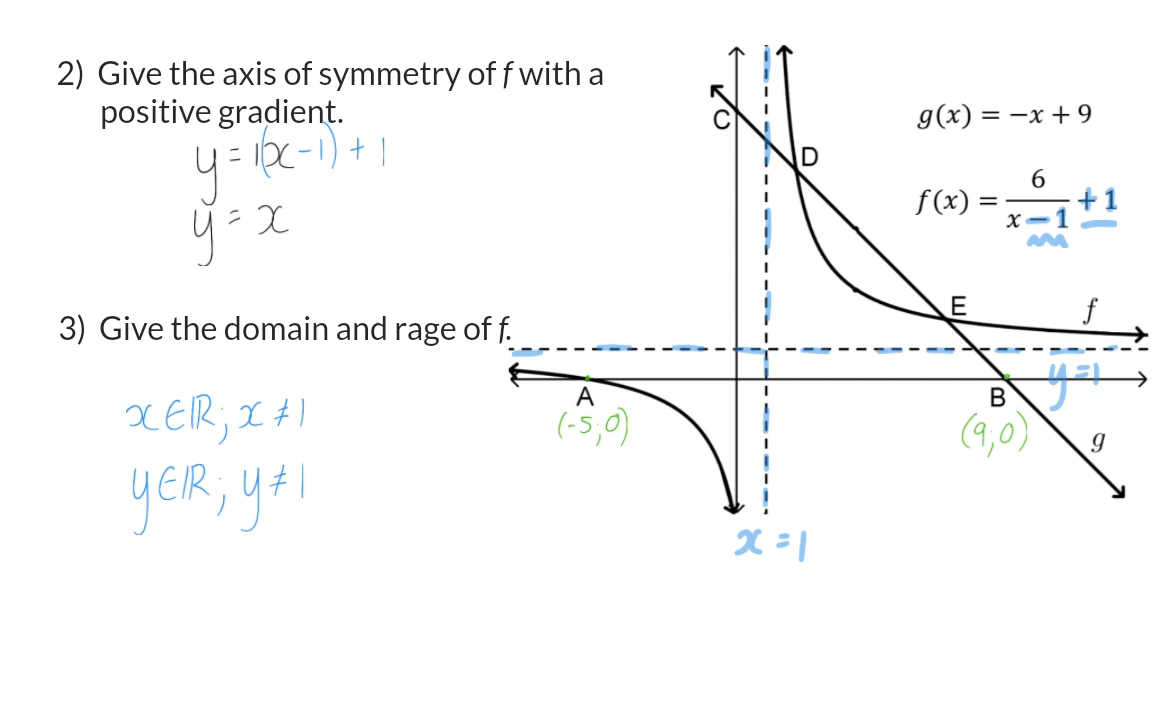 2) Give the axis of symmetry of f with a
positive gradient.
y = 1(x - 1) + 1
y = x
3) Give the domain and rage of f.
x ∈ ℝ; x ≠ 1
y ∈ ℝ; y ≠ 1
C
D
g(x) = −x + 9
f(x) = 6/(x − 1) + 1
E
f
y = 1
A
(-5;0)
B
(9;0)
g
x = 1